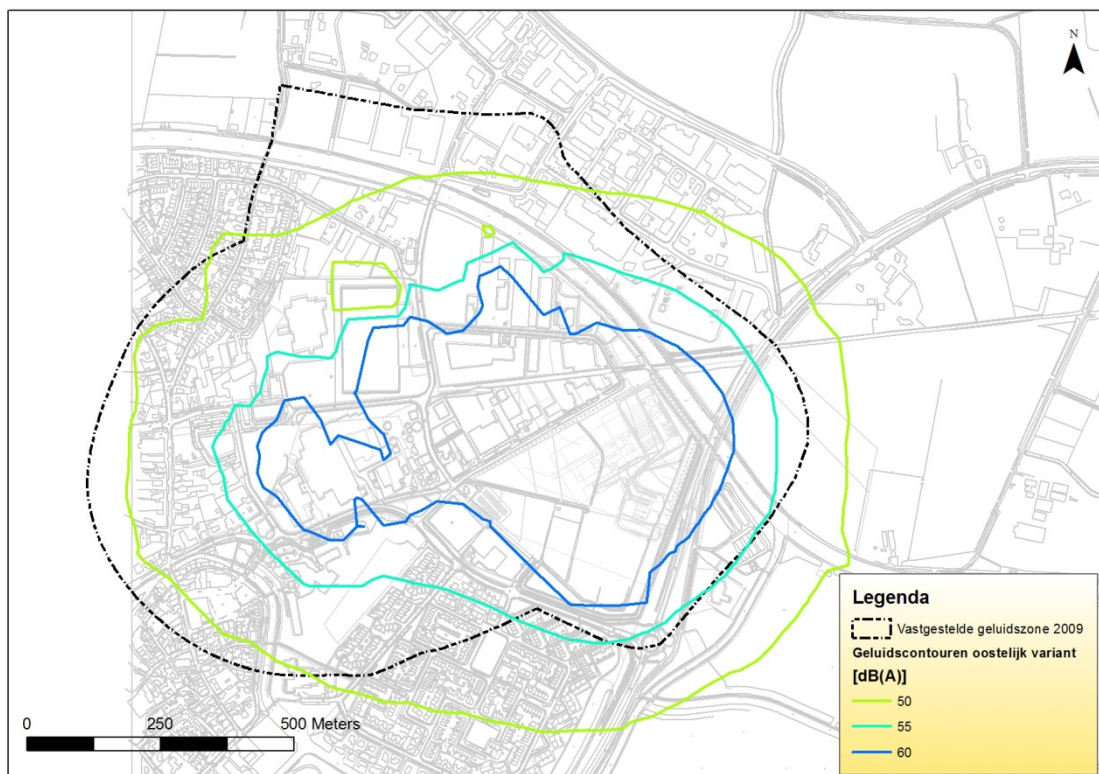 N
Legenda
Vastgestelde geluidszone 2009
Geluidscontouren oostelijk variant
[dB(A)]
50
55
60
0 250 500 Meters